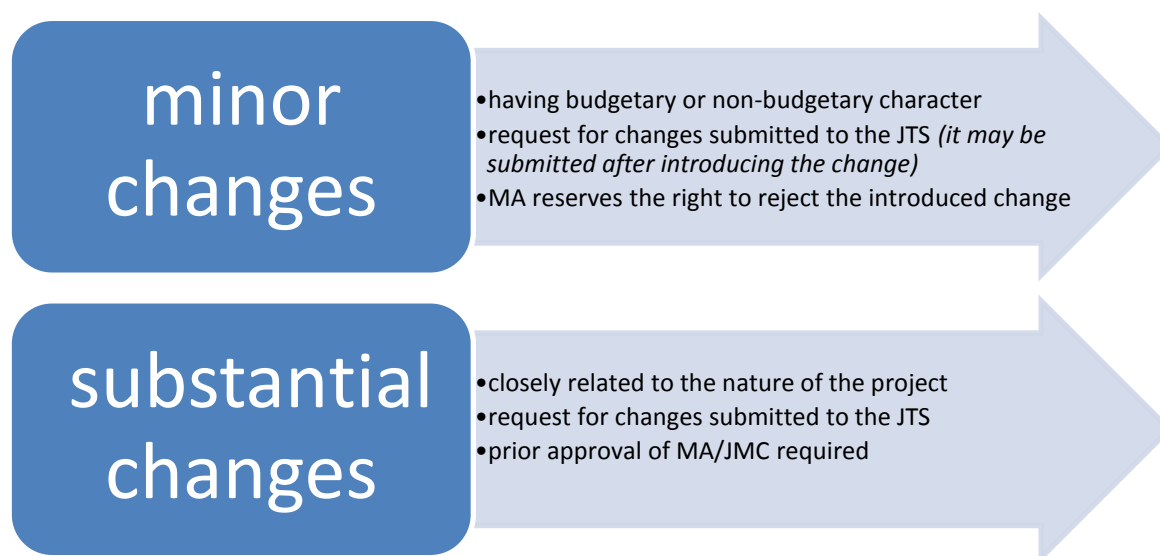 minor
changes
•having budgetary or non-budgetary character
•request for changes submitted to the JTS (it may be
submitted after introducing the change)
•MA reserves the right to reject the introduced change
substantial
changes
•closely related to the nature of the project
•request for changes submitted to the JTS
•prior approval of MA/JMC required